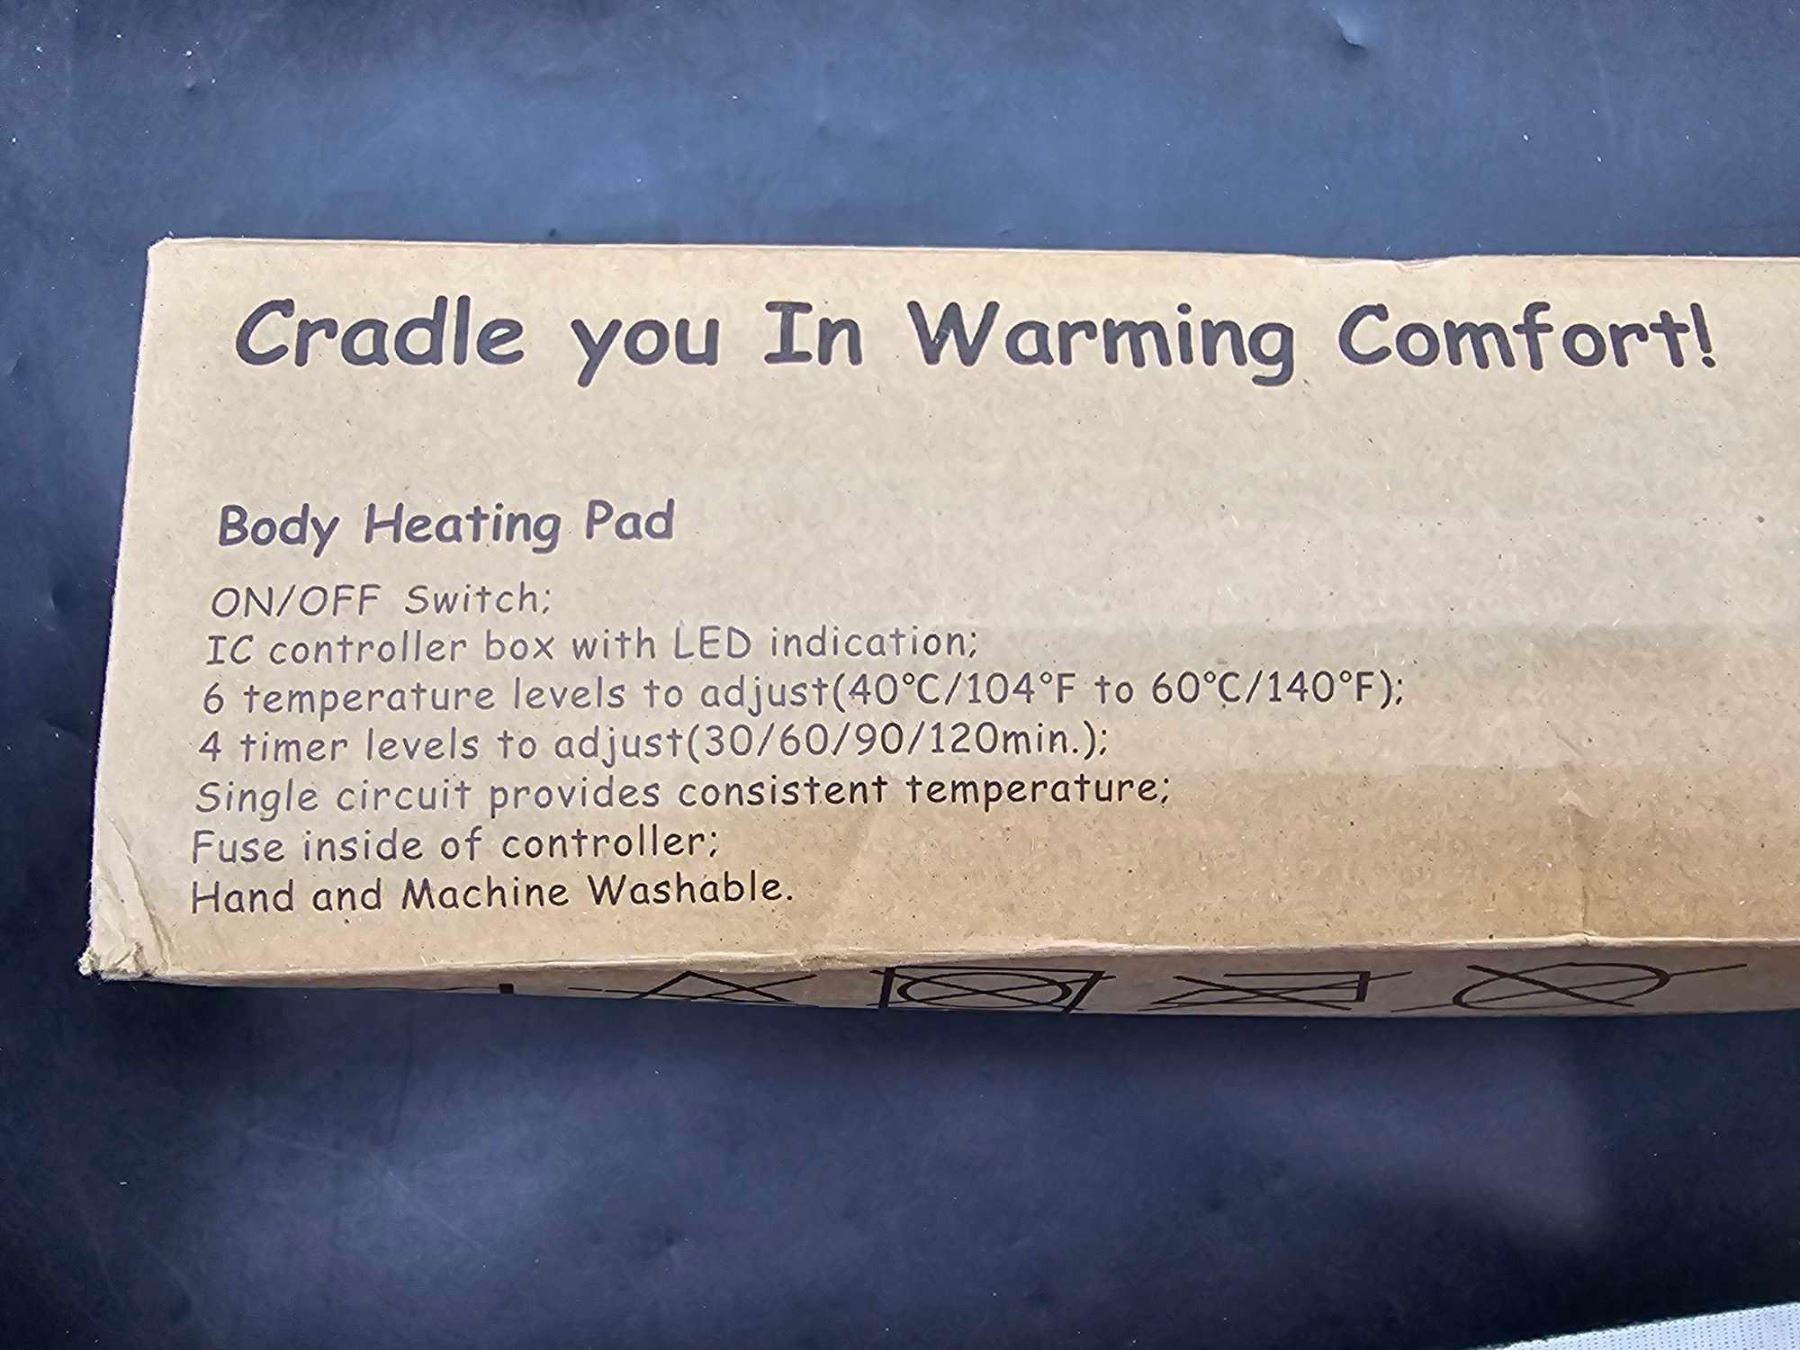 Cradle you In Warming Comfort!
Body Heating Pad
ON/OFF Switch;
IC controller box with LED indication;
6 temperature levels to adjust(40°C/104°F to 60°C/140°F);
4 timer levels to adjust(30/60/90/120min.);
Single circuit provides consistent temperature;
Fuse inside of controller;
Hand and Machine Washable.